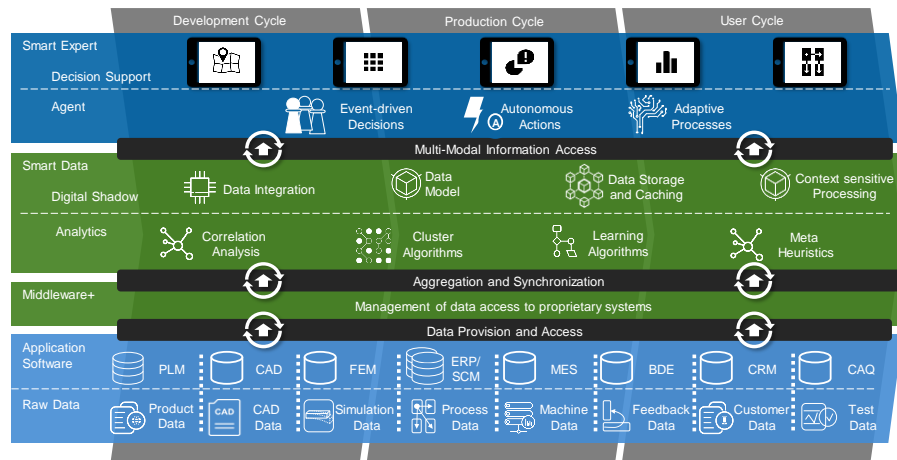 Development Cycle
Production Cycle
User Cycle
Smart Expert
Decision Support
Agent
Event-driven
Decisions
A
Autonomous
Actions
Adaptive
Processes
Multi-Modal Information Access
Smart Data
Digital Shadow
Data Integration
Data
Model
Data Storage
and Caching
Context sensitive
Processing
Analytics
Correlation
Analysis
Cluster
Algorithms
Learning
Algorithms
Meta
Heuristics
Aggregation and Synchronization
Middleware+
Management of data access to proprietary systems
Data Provision and Access
Application
Software
PLM
CAD
FEM
ERP/
SCM
MES
BDE
CRM
CAQ
Raw Data
Product
Data
CAD
CAD
Data
Simulation
Data
Process
Data
Machine
Data
Feedback
Data
Customer
Data
Test
Data